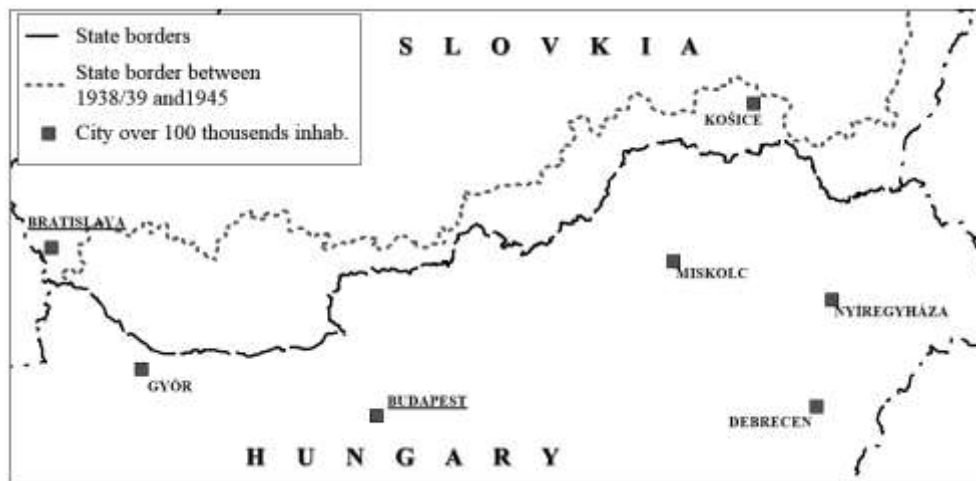 State borders
State border between
1938/39 and1945
City over 100 thousends inhab.
S L O V K I A
KOŠICE
BRATISLAVA
MISKOLC
NYÍREGYHÁZA
GYŐR
BUDAPEST
DEBRECEN
H U N G A R Y